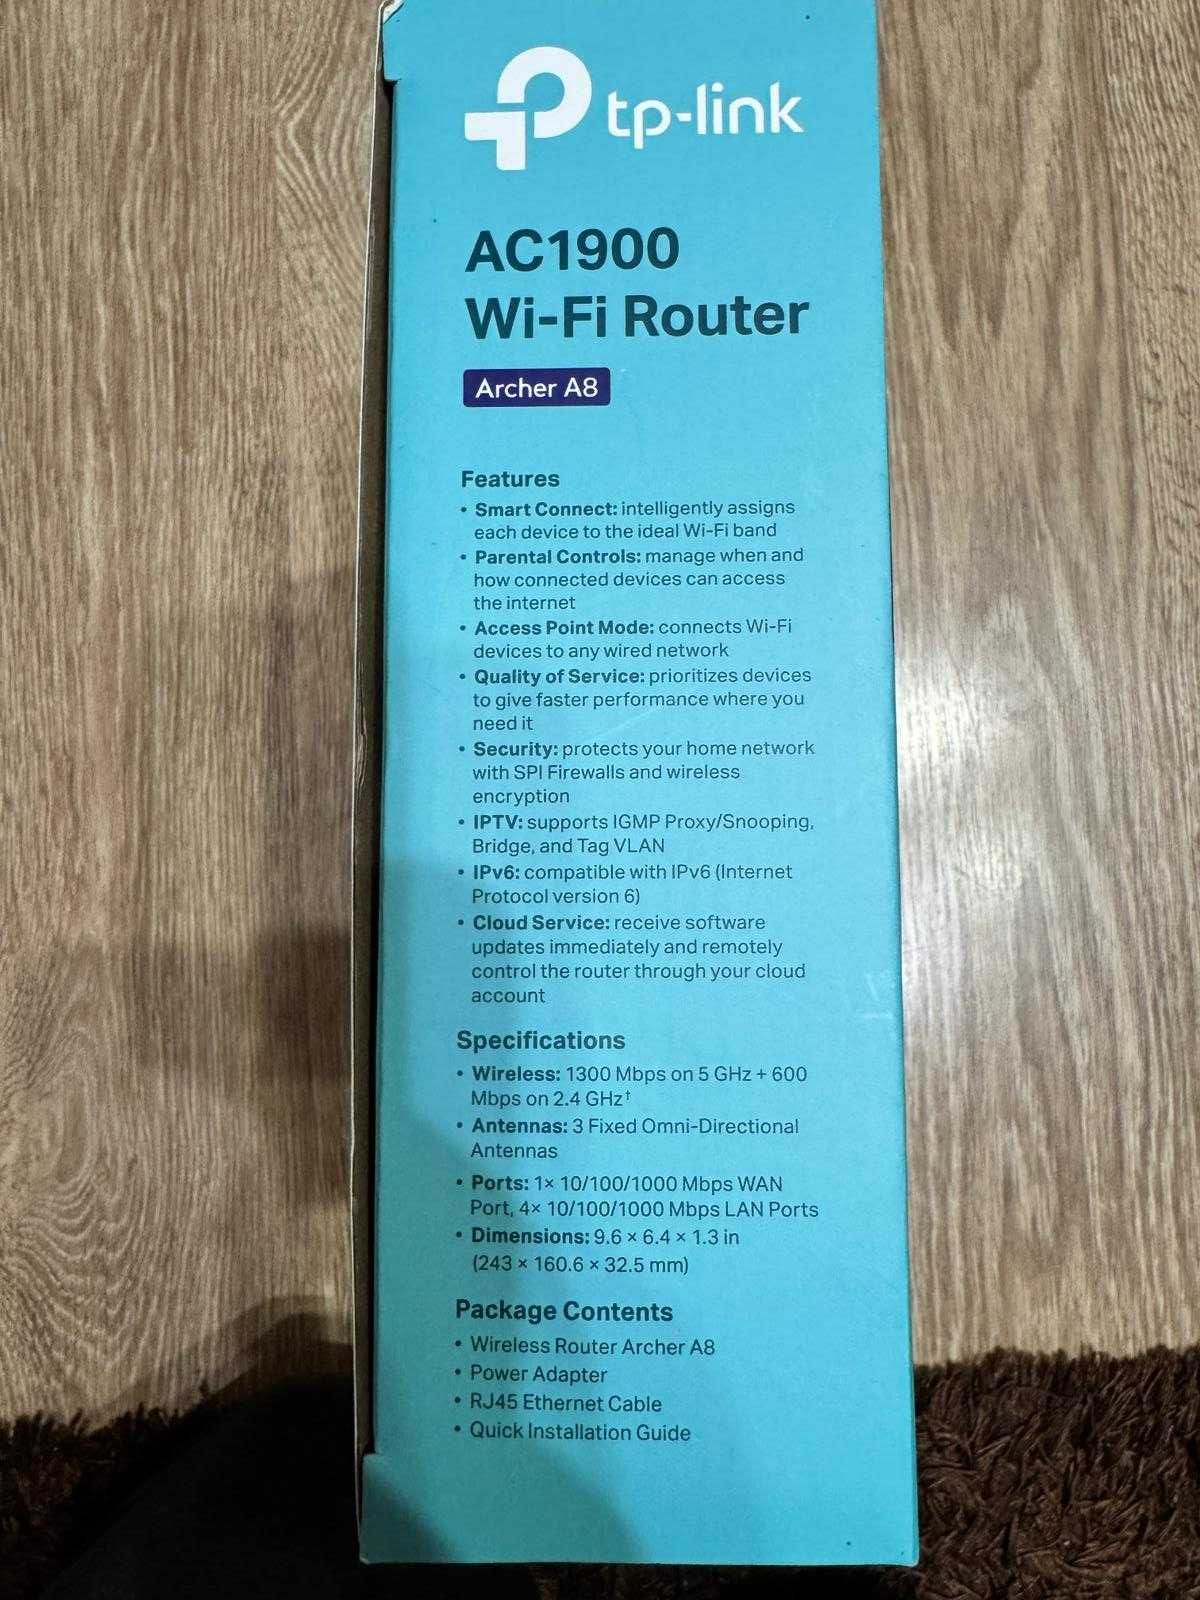 tp-link
AC1900
Wi-Fi Router
Archer A8
Features
• Smart Connect: intelligently assigns
each device to the ideal Wi-Fi band
• Parental Controls: manage when and
how connected devices can access
the internet
• Access Point Mode: connects Wi-Fi
devices to any wired network
• Quality of Service: prioritizes devices
to give faster performance where you
need it
• Security: protects your home network
with SPI Firewalls and wireless
encryption
• IPTV: supports IGMP Proxy/Snooping,
Bridge, and Tag VLAN
• IPv6: compatible with IPv6 (Internet
Protocol version 6)
• Cloud Service: receive software
updates immediately and remotely
control the router through your cloud
account
Specifications
• Wireless: 1300 Mbps on 5 GHz + 600
Mbps on 2.4 GHz†
• Antennas: 3 Fixed Omni-Directional
Antennas
• Ports: 1× 10/100/1000 Mbps WAN
Port, 4× 10/100/1000 Mbps LAN Ports
• Dimensions: 9.6 × 6.4 × 1.3 in
(243 × 160.6 × 32.5 mm)
Package Contents
• Wireless Router Archer A8
• Power Adapter
• RJ45 Ethernet Cable
• Quick Installation Guide